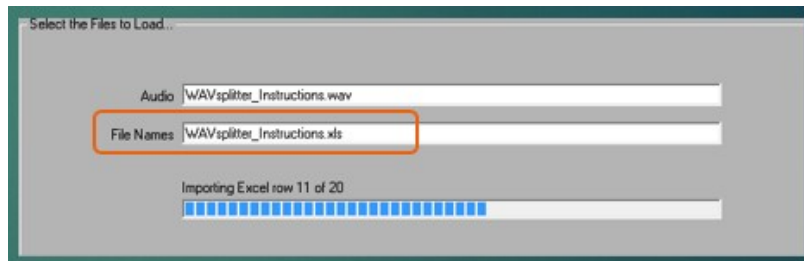 Select the Files to Load...
Audio WAVsplitter_Instructions.wav
File Names WAVsplitter_Instructions.xls
Importing Excel row 11 of 20